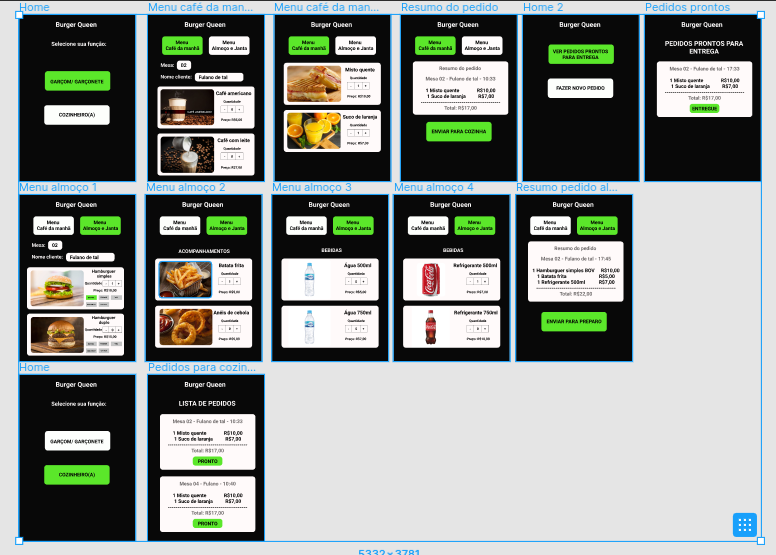 Home
Burger Queen
Selecione sua função:
GARÇOM/ GARÇONETE
COZINHEIRO(A)
Menu café da man...
Burger Queen
Menu
Café da manhã
Menu
Almoço e Janta
Mesa: 02
Nome cliente: Fulano de tal
Café americano
Quantidade
Café com leite
Quantidade
Menu café da man...
Burger Queen
Menu
Café da manhã
Menu
Almoço e Janta
Misto quente
Quantidade
- 1 +
Preço: R$10,00
Suco de laranja
Quantidade
- 1 +
Preço: R$7,00
Resumo do pedido
Burger Queen
Menu
Café da manhã
Menu
Almoço e Janta
Resumo do pedido
Mesa 02 - Fulano de tal - 10:33
1 Misto quente R$10,00
1 Suco de laranja R$7,00
Total: R$17,00
ENVIAR PARA COZINHA
Home 2
Burger Queen
VER PEDIDOS PRONTOS
PARA ENTREGA
FAZER NOVO PEDIDO
Pedidos prontos
Burger Queen
PEDIDOS PRONTOS PARA
ENTREGA
Mesa 02 - Fulano de tal - 17:33
1 Misto quente R$10,00
1 Suco de laranja R$7,00
Total: R$17,00
ENTREGUE
Menu almoço 1
Burger Queen
Menu
Café da manhã
Menu
Almoço e Janta
Mesa: 02
Nome cliente: Fulano de tal
Hamburguer
simples
Quantidade
Hamburguer
duplo
Quantidade
Menu almoço 2
Burger Queen
Menu
Café da manhã
Menu
Almoço e Janta
ACOMPANHAMENTOS
Batata frita
Quantidade
- 1 +
Anéis de cebola
Quantidade
- 0 +
Menu almoço 3
Burger Queen
Menu
Café da manhã
Menu
Almoço e Janta
BEBIDAS
Água 500ml
Quantidade
Água 750ml
Quantidade
Menu almoço 4
Burger Queen
Menu
Café da manhã
Menu
Almoço e Janta
BEBIDAS
Refrigerante 500ml
Quantidade
- 1 +
Refrigerante 750ml
Quantidade
- 0 +
Resumo pedido al...
Burger Queen
Menu
Café da manhã
Menu
Almoço e Janta
Resumo do pedido
Mesa 02 - Fulano de tal - 17:45
1 Hamburguer simples BOV R$10,00
1 Batata frita R$5,00
1 Refrigerante 500ml R$7,00
Total: R$22,00
ENVIAR PARA PREPARO
Home
Burger Queen
Selecione sua função:
GARÇOM/ GARÇONETE
COZINHEIRO(A)
Pedidos para cozin...
Burger Queen
LISTA DE PEDIDOS
Mesa 02 - Fulano de tal - 10:33
1 Misto quente R$10,00
1 Suco de laranja R$7,00
Total: R$17,00
PRONTO
Mesa 04 - Fulano - 10:40
1 Misto quente R$10,00
1 Suco de laranja R$7,00
Total: R$17,00
PRONTO
5332 × 3781